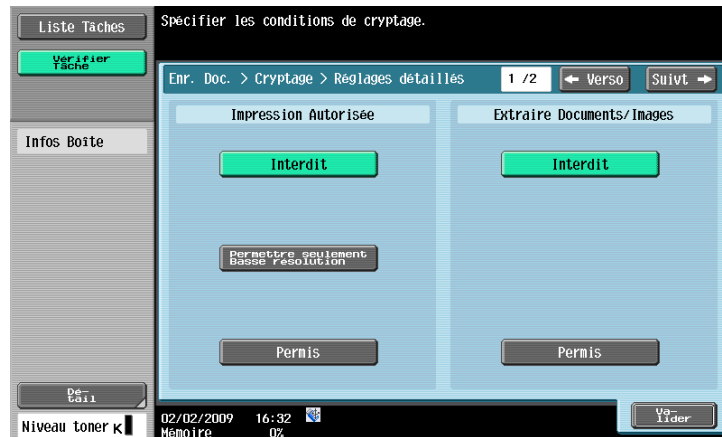 Liste Tâches
Spécifier les conditions de cryptage.
Vérifier
Tâche
Enr. Doc. > Cryptage > Réglages détaillés
1 /2
← Verso
Suivt →
Impression Autorisée
Extraire Documents/Images
Infos Boîte
Interdit
Interdit
Permettre seulement
Basse résolution
Permis
Permis
Dé-
tail
Va-
lider
Niveau toner K
02/02/2009 16:32
Mémoire 0%